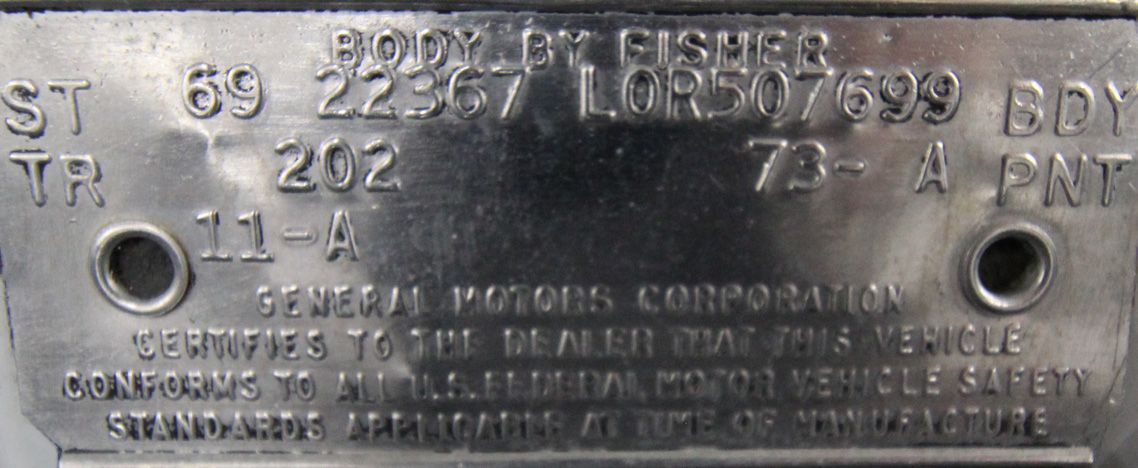 BODY BY FISHER
ST 69 22367 LOR507699 BDY
TR 202 73- A PNT
11-A
GENERAL MOTORS CORPORATION
CERTIFIES TO THE DEALER THAT THIS VEHICLE
CONFORMS TO ALL U.S. FEDERAL MOTOR VEHICLE SAFETY
STANDARDS APPLICABLE AT TIME OF MANUFACTURE